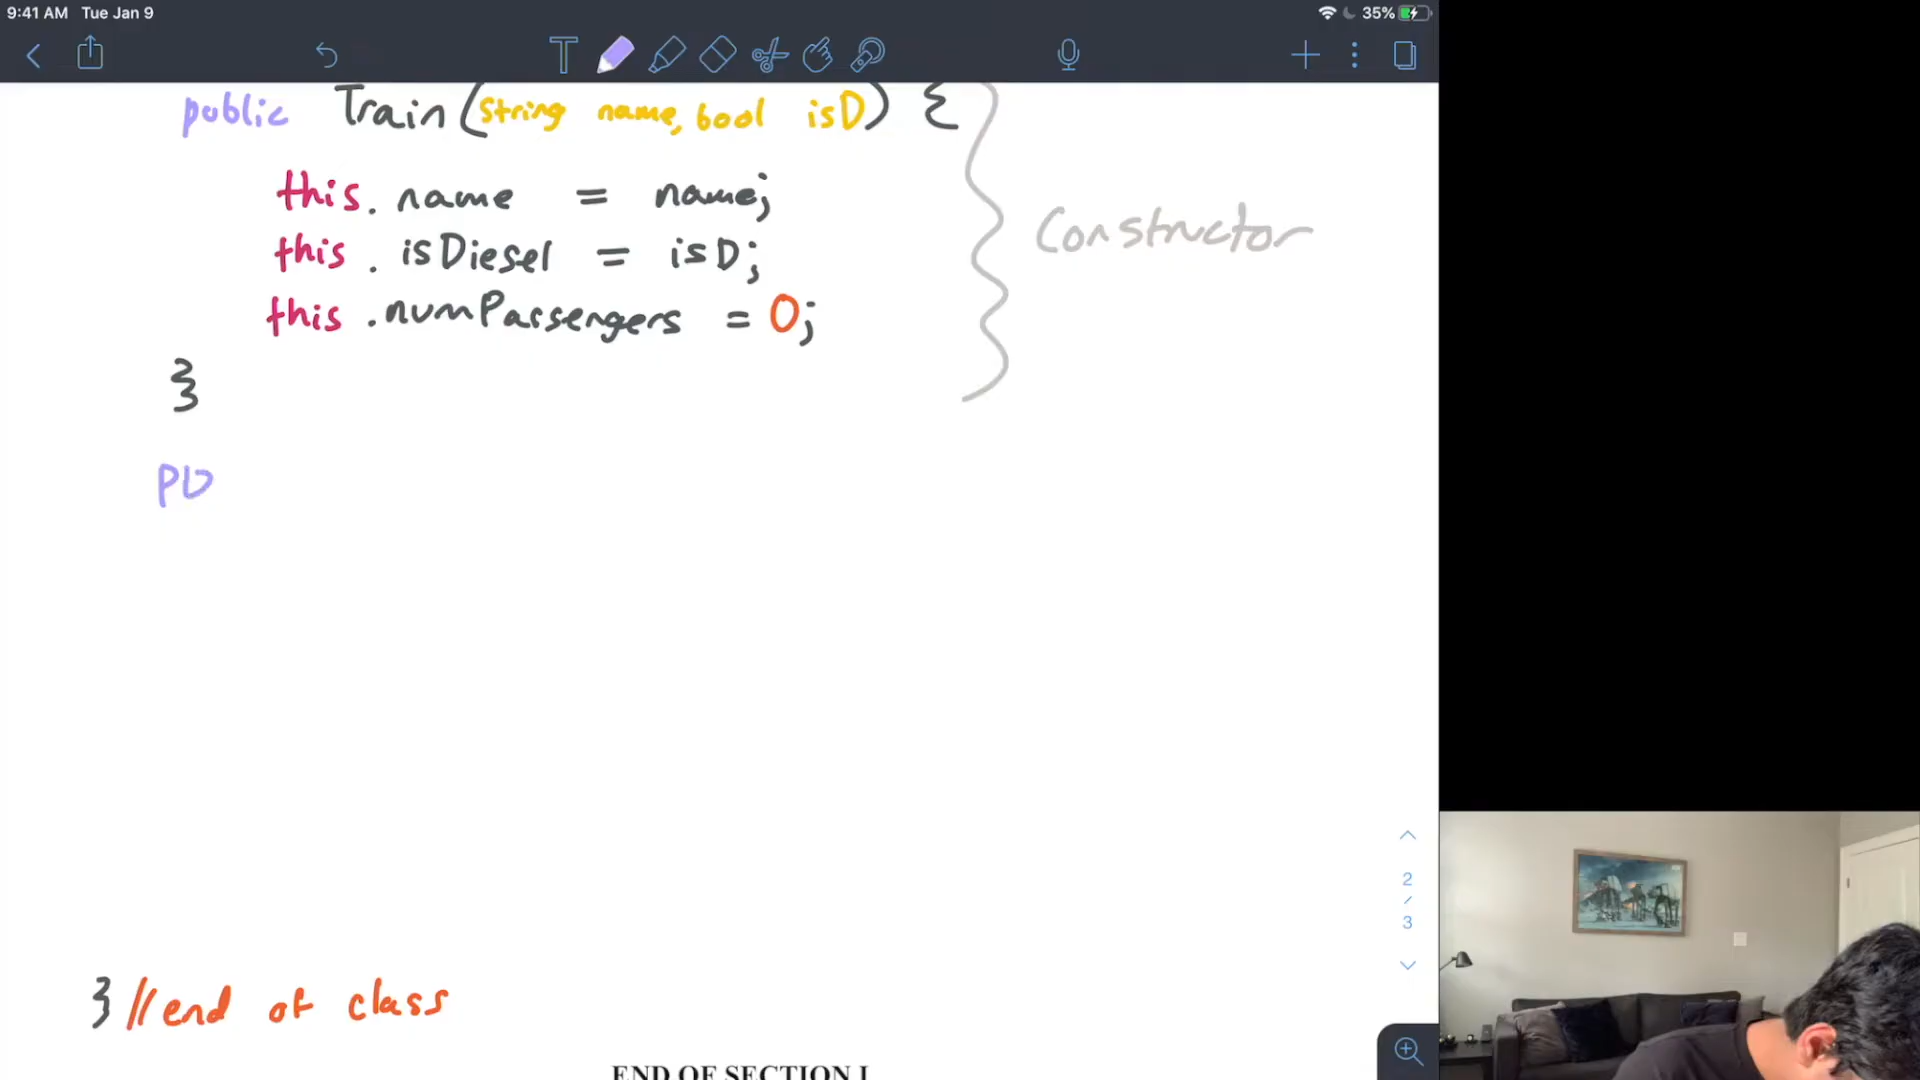 9:41 AM Tue Jan 9 35%
public Train(string name, bool isD) {
this. name = name;
this. isDiesel = isD;
this.numPassengers = 0;
}
Constructor
pu
2
3
} //end of class
END OF SECTION I